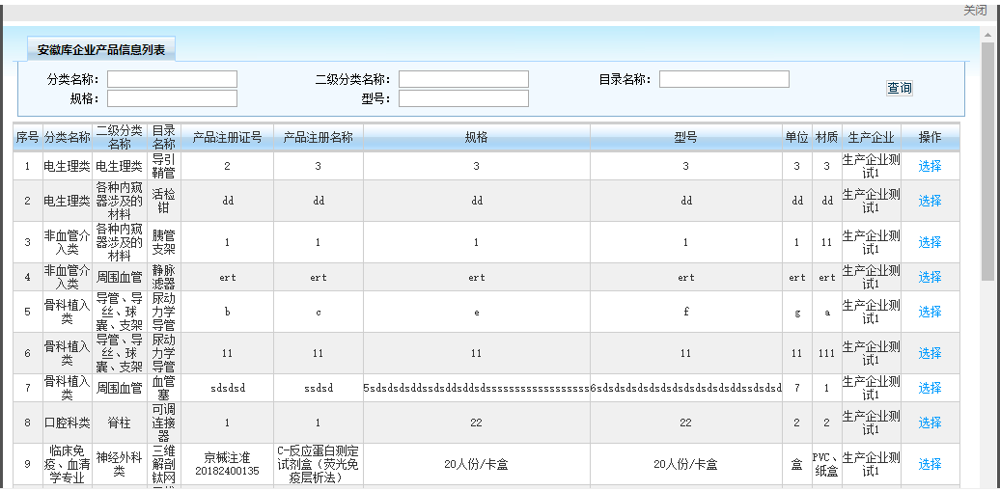 关闭
安徽库企业产品信息列表
分类名称： 二级分类名称： 目录名称：
规格： 型号： 查询
序号 分类名称 二级分类名称 目录名称 产品注册证号 产品注册名称 规格 型号 单位 材质 生产企业 操作
1 电生理类 电生理类 导引鞘管 2 3 3 3 3 3 生产企业测试1 选择
2 电生理类 各种内窥器涉及的材料 活检钳 dd dd dd dd dd dd 生产企业测试1 选择
3 非血管介入类 各种内窥器涉及的材料 胰管支架 1 1 1 1 1 11 生产企业测试1 选择
4 非血管介入类 周围血管 静脉滤器 ert ert ert ert ert ert 生产企业测试1 选择
5 骨科植入类 导管、导丝、球囊、支架 尿动力学导管 b c e f g a 生产企业测试1 选择
6 骨科植入类 导管、导丝、球囊、支架 尿动力学导管 11 11 11 11 11 111 生产企业测试1 选择
7 骨科植入类 周围血管 血管塞 sdsdsd ssdsd 7 1 生产企业测试1 选择
8 口腔科类 脊柱 可调连接器 1 1 22 22 2 2 生产企业测试1 选择
9 临床免疫、血清学专业 神经外科类 三维解剖钛网 京械注准20182400135 C-反应蛋白测定试剂盒（荧光免疫层析法） 20人份/卡盒 20人份/卡盒 盒 PVC、纸盒 生产企业测试1 选择